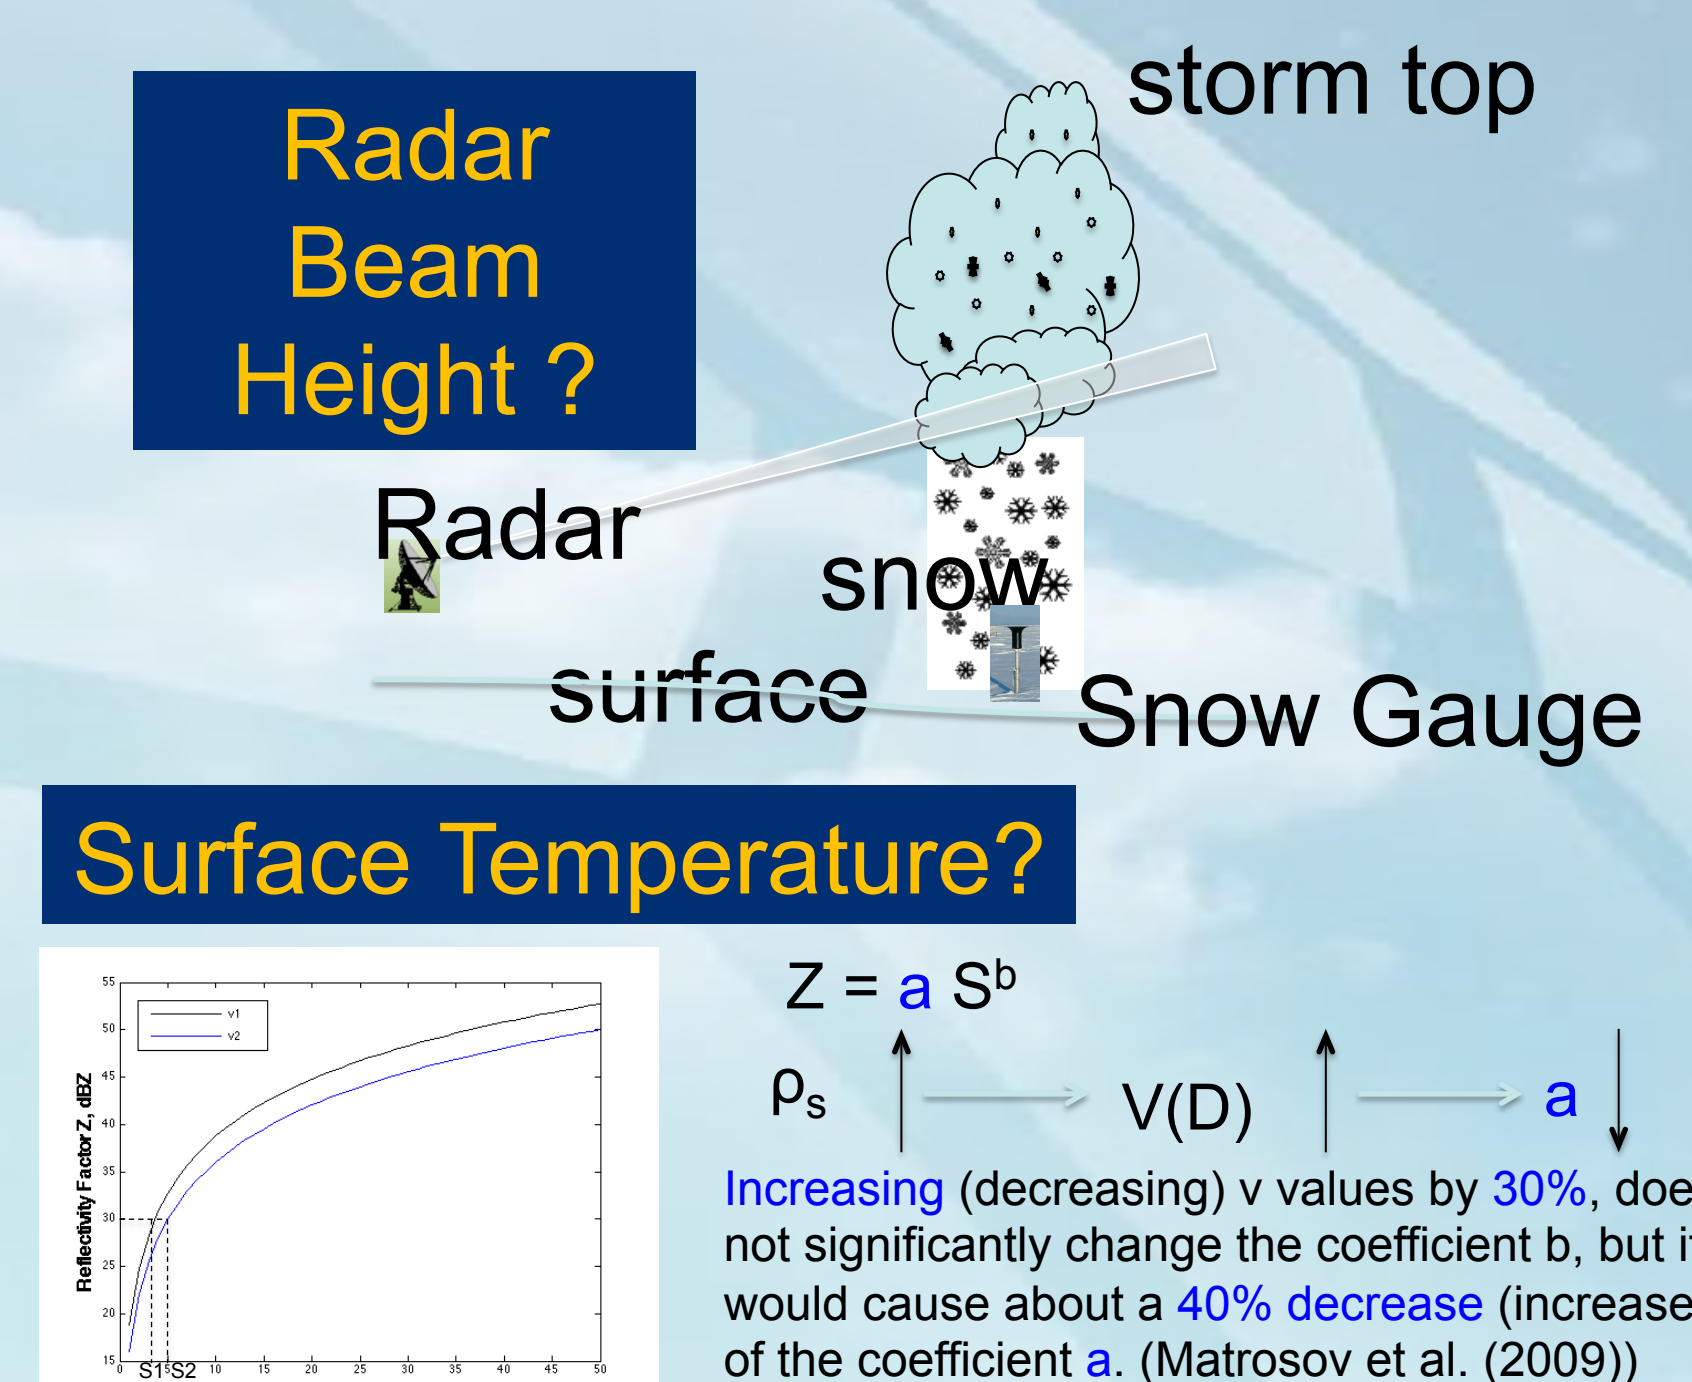 storm top
Radar
Beam
Height ?
Radar
snow
surface
Snow Gauge
Surface Temperature?
Z = a S^b
ρ_s
V(D)
a
55
50
45
40
35
30
25
20
15
v1
v2
Reflectivity Factor Z, dBZ
0 5 10 15 20 25 30 35 40 45 50
S1 S2
Increasing (decreasing) v values by 30%, doe
not significantly change the coefficient b, but i
would cause about a 40% decrease (increase
of the coefficient a. (Matrosov et al. (2009))